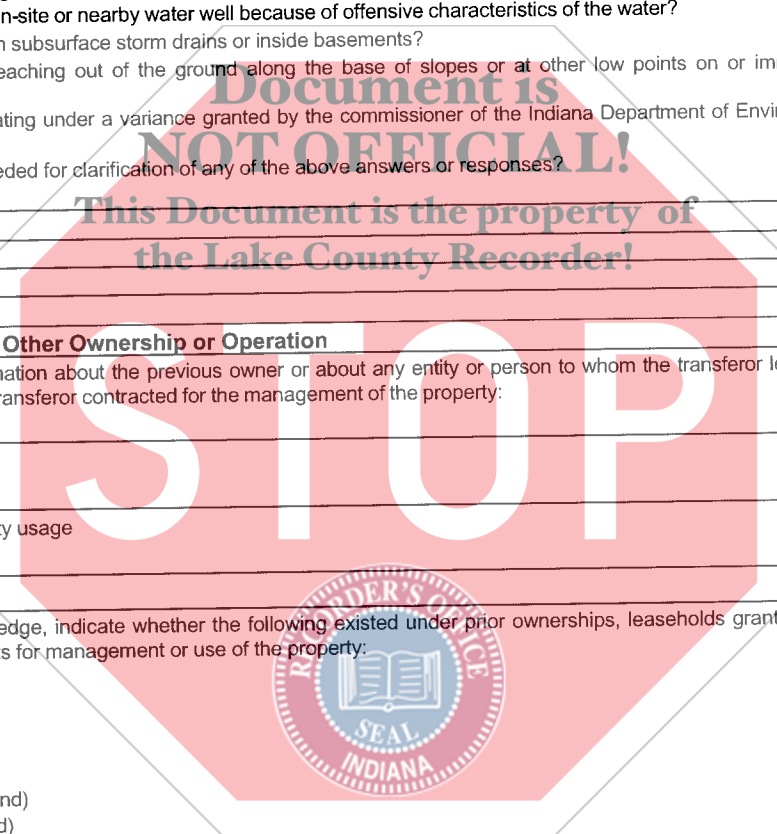 n-site or nearby water well because of offensive characteristics of the water?
n subsurface storm drains or inside basements?
eaching out of the ground along the base of slopes or at other low points on or im
Document is
ating under a variance granted by the commissioner of the Indiana Department of Envir
NOT OFFICIAL!
eded for clarification of any of the above answers or responses?
This Document is the property of
the Lake County Recorder!
Other Ownership or Operation
nation about the previous owner or about any entity or person to whom the transferor le
ransferor contracted for the management of the property:
STOP
ty usage
edge, indicate whether the following existed under prior ownerships, leaseholds grant
ts for management or use of the property:
RECORDER'S OFFICE
SEAL
INDIANA
nd)
d)